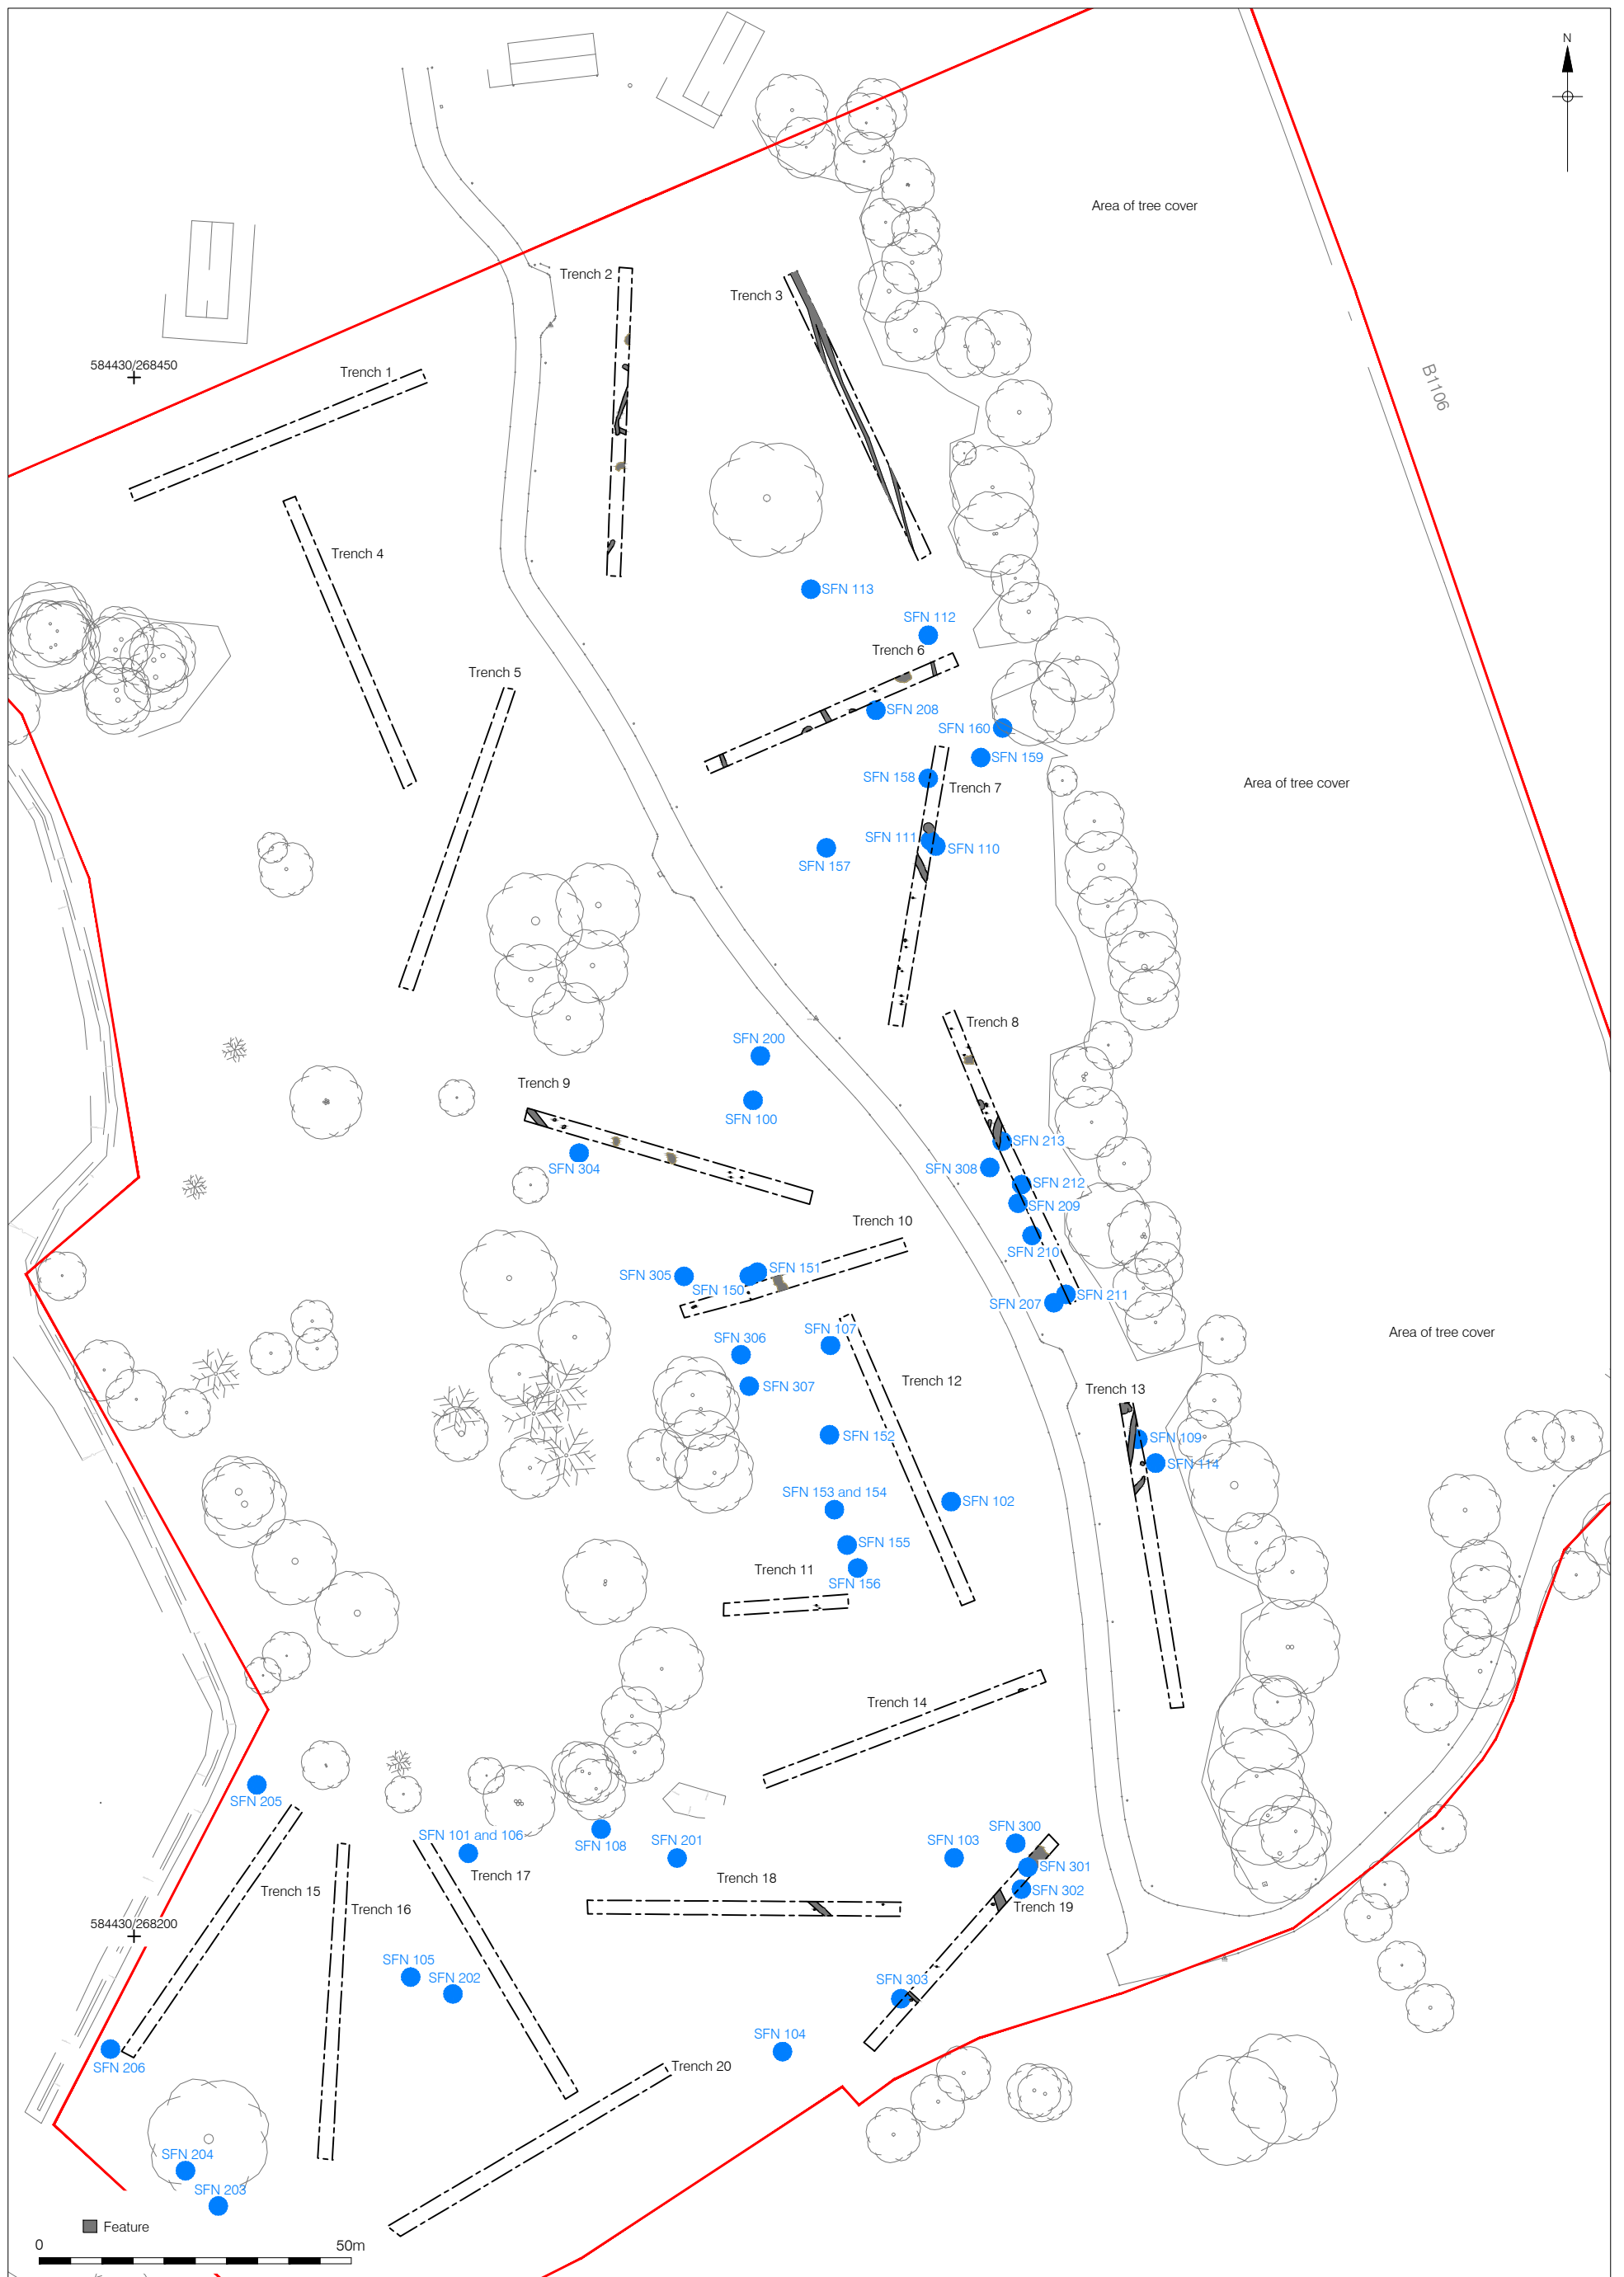 N
Area of tree cover
Trench 2
Trench 3
584430/268450
Trench 1
B1106
Trench 4
SFN 113
SFN 112
Trench 6
Trench 5
SFN 208
SFN 160
SFN 159
SFN 158
Trench 7
Area of tree cover
SFN 111
SFN 110
SFN 157
Trench 8
SFN 200
Trench 9
SFN 100
SFN 213
SFN 304
SFN 308
SFN 212
SFN 209
Trench 10
SFN 210
SFN 151
SFN 305
SFN 150
SFN 211
SFN 207
SFN 107
Area of tree cover
SFN 306
Trench 12
SFN 307
Trench 13
SFN 152
SFN 109
SFN 114
SFN 153 and 154
SFN 102
SFN 155
Trench 11
SFN 156
Trench 14
SFN 205
SFN 101 and 106
SFN 108
SFN 201
SFN 103
SFN 300
SFN 301
Trench 17
Trench 18
Trench 15
SFN 302
Trench 16
Trench 19
584430/268200
SFN 105
SFN 202
SFN 303
SFN 104
SFN 206
Trench 20
SFN 204
SFN 203
Feature
0
50m